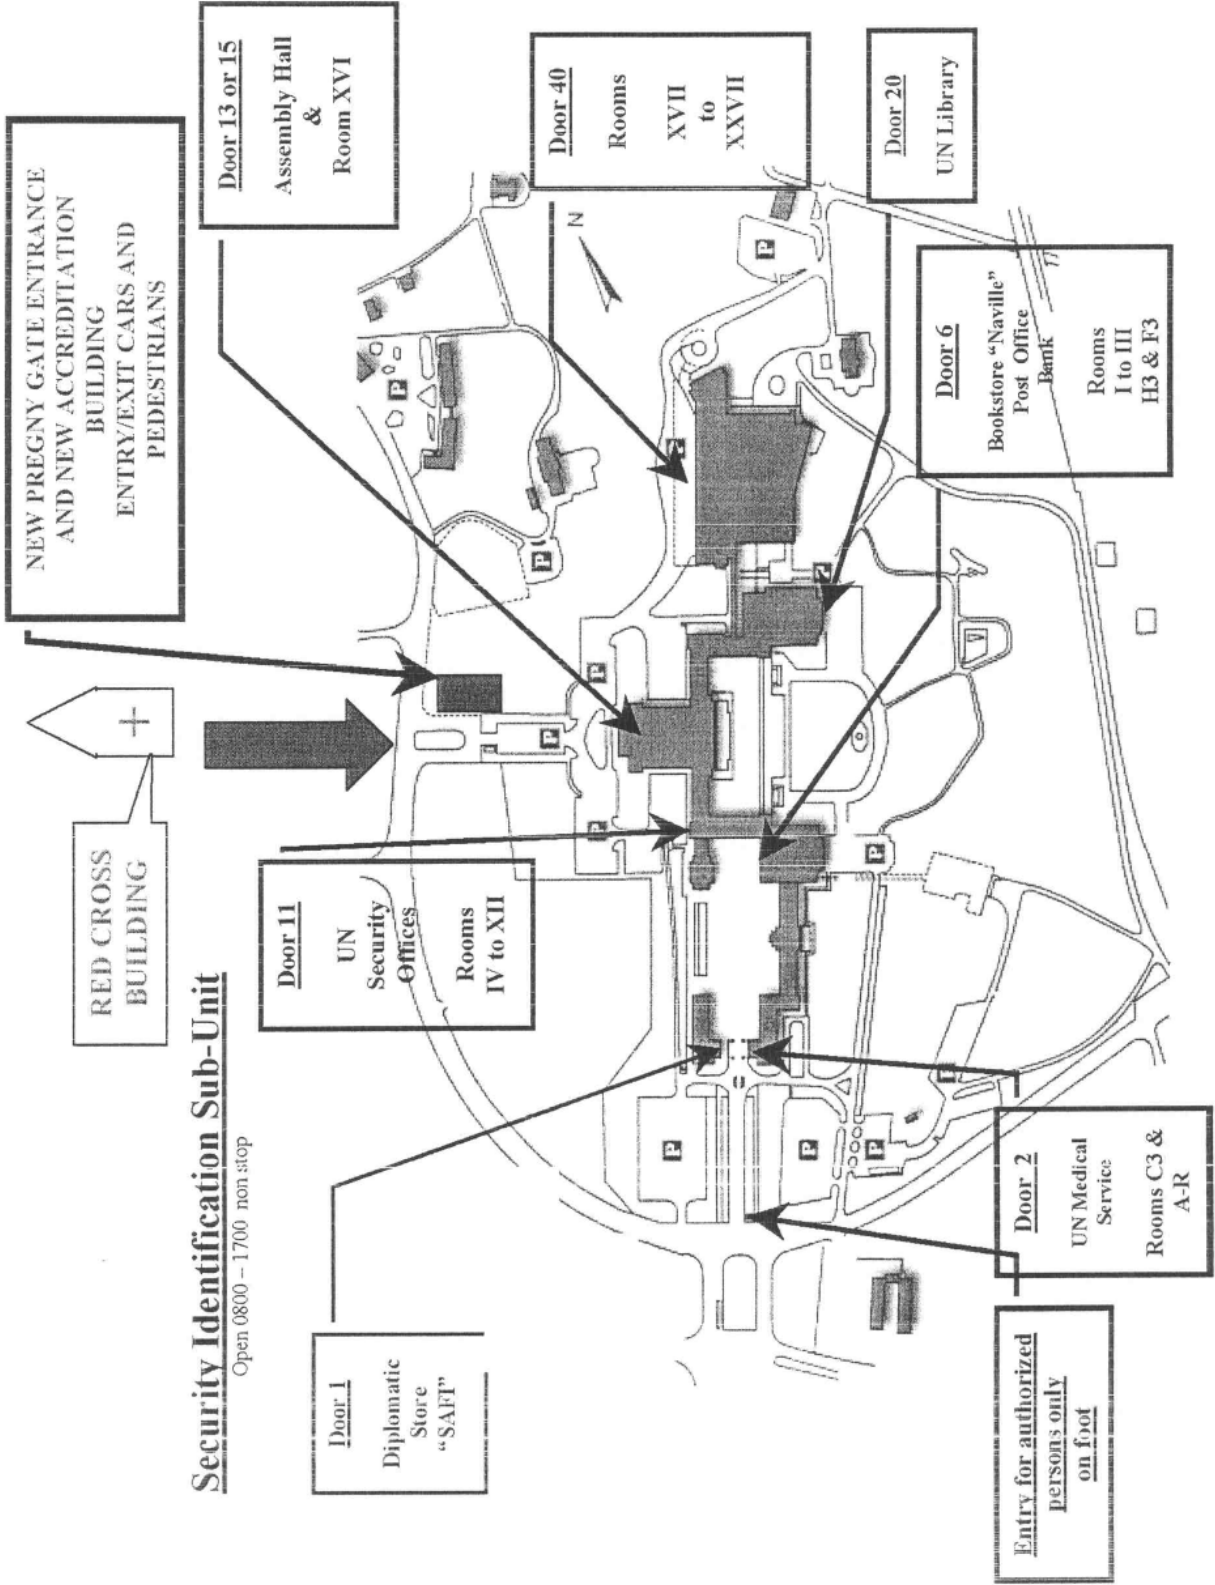 NEW PREGNY GATE ENTRANCE
AND NEW ACCREDITATION
BUILDING
ENTRY/EXIT CARS AND
PEDESTRIANS
RED CROSS
BUILDING
Security Identification Sub-Unit
Open 0800 – 1700 non stop
Door 13 or 15
Assembly Hall
&
Room XVI
Door 11
UN
Security
Offices
Rooms
IV to XII
Door 1
Diplomatic
Store
"SAFI"
Door 40
Rooms
XVII
to
XXVII
N
Door 20
UN Library
Door 6
Bookstore "Naville"
Post Office
Bank
Rooms
I to III
H3 & F3
Door 2
UN Medical
Service
Rooms C3 &
A-R
Entry for authorized
persons only
on foot
P
P
P
P
P
P
P
P
P
P